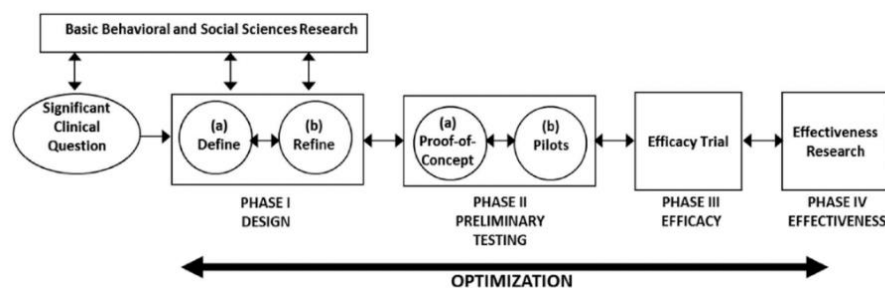 Basic Behavioral and Social Sciences Research
Significant
Clinical
Question
(a)
Define
(b)
Refine
(a)
Proof-of-
Concept
(b)
Pilots
Efficacy Trial
Effectiveness
Research
PHASE I
DESIGN
PHASE II
PRELIMINARY
TESTING
PHASE III
EFFICACY
PHASE IV
EFFECTIVENESS
OPTIMIZATION